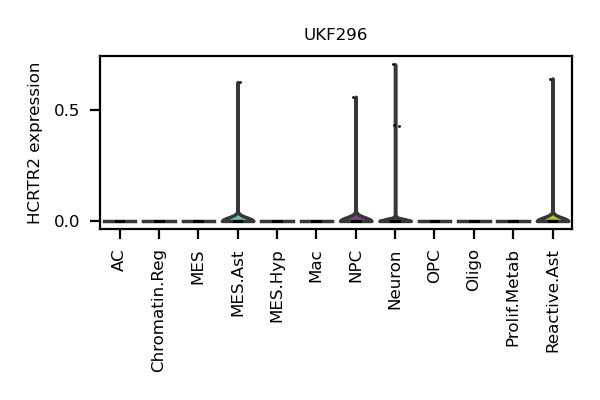 UKF296
HCRTR2 expression
0.5
0.0
AC
Chromatin.Reg
MES
MES.Ast
MES.Hyp
Mac
NPC
Neuron
OPC
Oligo
Prolif.Metab
Reactive.Ast